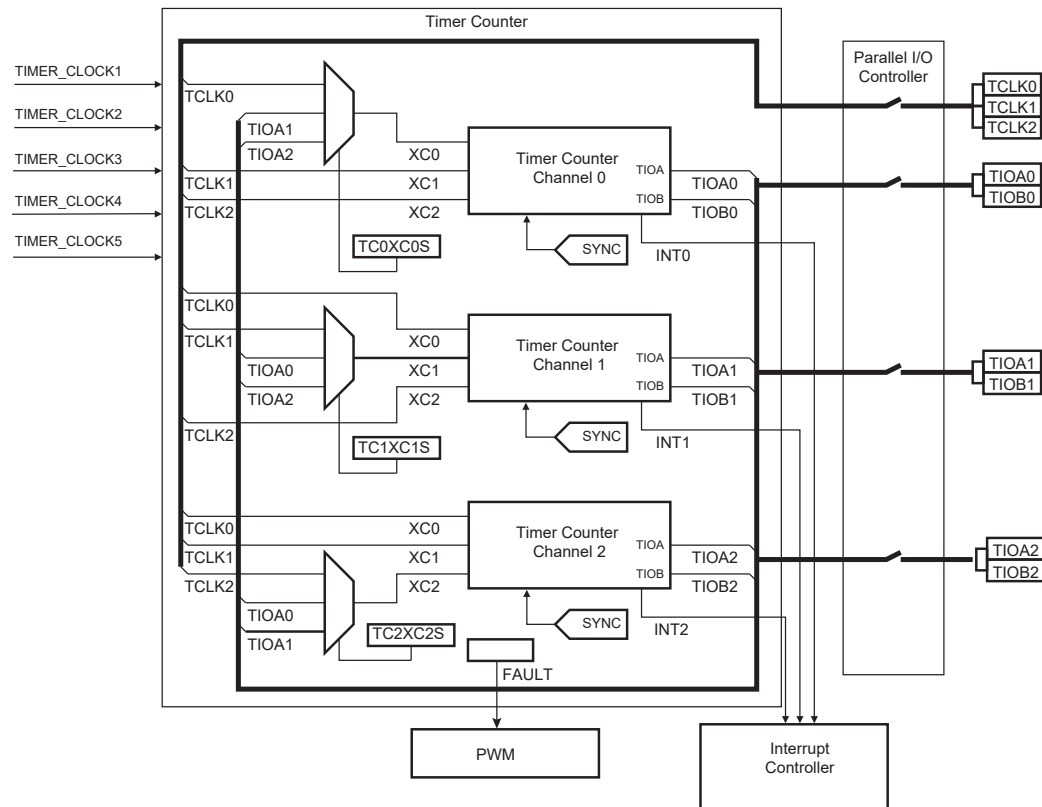 Timer Counter
TIMER_CLOCK1
TIMER_CLOCK2
TIMER_CLOCK3
TIMER_CLOCK4
TIMER_CLOCK5
TCLK0
TIOA1
TIOA2
TCLK1
TCLK2
XC0
XC1
XC2
TC0XC0S
Timer Counter
Channel 0
TIOA
TIOB
TIOA0
TIOB0
SYNC
INT0
TCLK0
TCLK1
TIOA0
TIOA2
TCLK2
XC0
XC1
XC2
TC1XC1S
Timer Counter
Channel 1
TIOA
TIOB
TIOA1
TIOB1
SYNC
INT1
TCLK0
TCLK1
TCLK2
TIOA0
TIOA1
XC0
XC1
XC2
TC2XC2S
Timer Counter
Channel 2
TIOA
TIOB
TIOA2
TIOB2
SYNC
INT2
FAULT
PWM
Parallel I/O
Controller
TCLK0
TCLK1
TCLK2
TIOA0
TIOB0
TIOA1
TIOB1
TIOA2
TIOB2
Interrupt
Controller